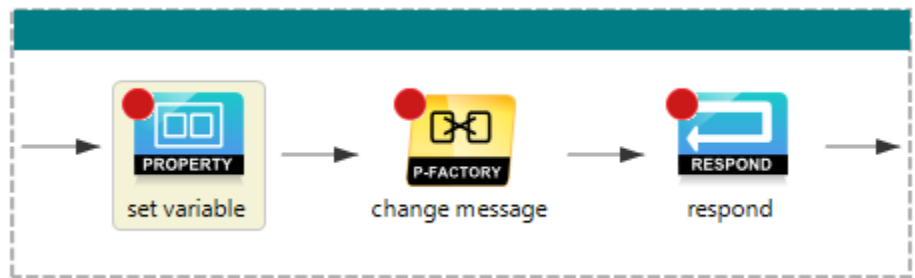 PROPERTY
set variable
P-FACTORY
change message
RESPOND
respond